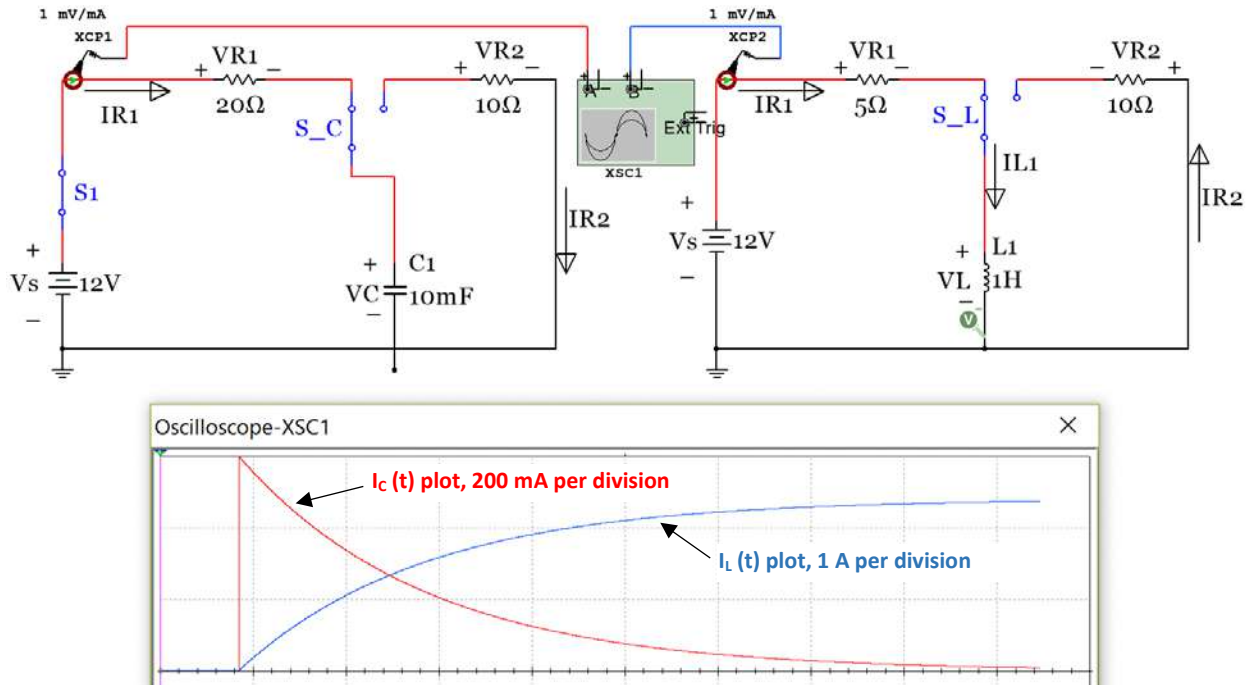 1 mV/mA
XCP1
VR1
+ −
20Ω
IR1
S_C
VR2
+ −
10Ω
S1
IR2
+
Vs 12V
−
+ C1
VC 10mF
−
A B
Ext Trig
XSC1
1 mV/mA
XCP2
VR1
+ −
5Ω
IR1
S_L
VR2
− +
10Ω
IL1
IR2
+
Vs 12V
−
+ L1
VL 1H
−
V
Oscilloscope-XSC1
IC (t) plot, 200 mA per division
IL (t) plot, 1 A per division